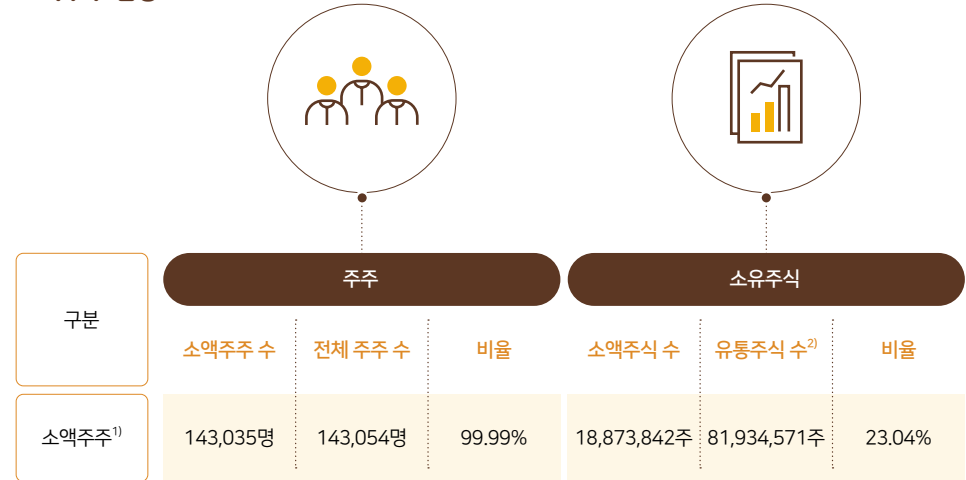 구분
주주
소유주식
소액주주 수
전체 주주 수
비율
소액주식 수
유통주식 수2)
비율
소액주주1)
143,035명
143,054명
99.99%
18,873,842주
81,934,571주
23.04%